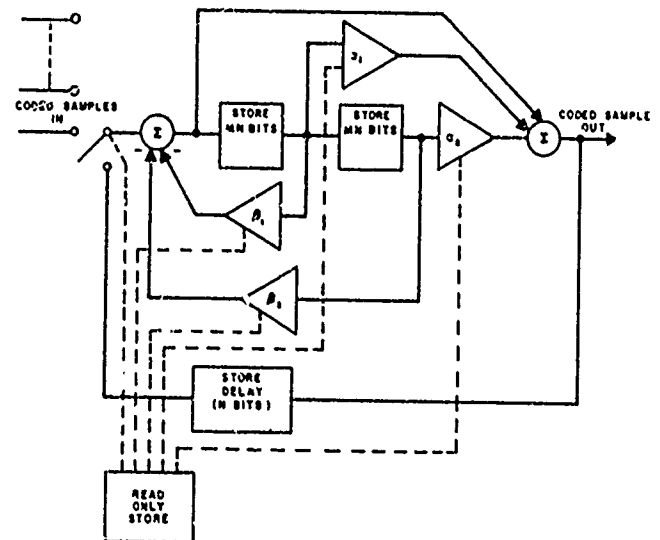 CODED SAMPLES
IN
Σ
STORE
MN BITS
STORE
MN BITS
α₂
Σ
CODED SAMPLE
OUT
β₁
β₂
STORE
DELAY
(N BITS)
READ
ONLY
STORE